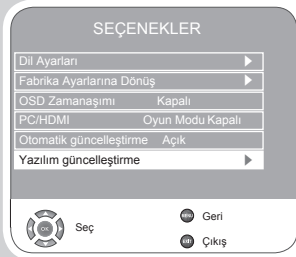 SEÇENEKLER
Dil Ayarları
Fabrika Ayarlarına Dönüş
OSD Zamanaşımı Kapalı
PC/HDMI Oyun Modu Kapalı
Otomatik güncelleştirme Açık
Yazılım güncelleştirme
OK Seç
MENU Geri
EXIT Çıkış